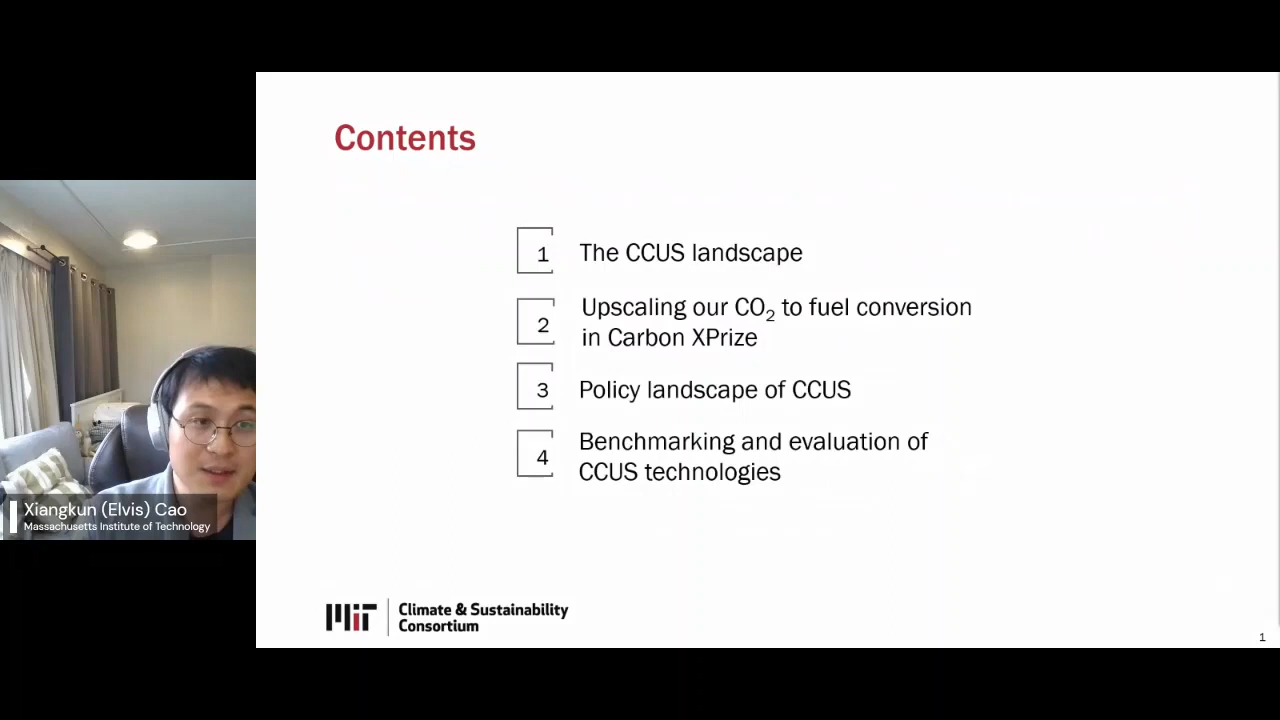 Contents
1 The CCUS landscape
2 Upscaling our CO₂ to fuel conversion
in Carbon XPrize
3 Policy landscape of CCUS
4 Benchmarking and evaluation of
CCUS technologies
Xiangkun (Elvis) Cao
Massachusetts Institute of Technology
MIT Climate & Sustainability
Consortium
1